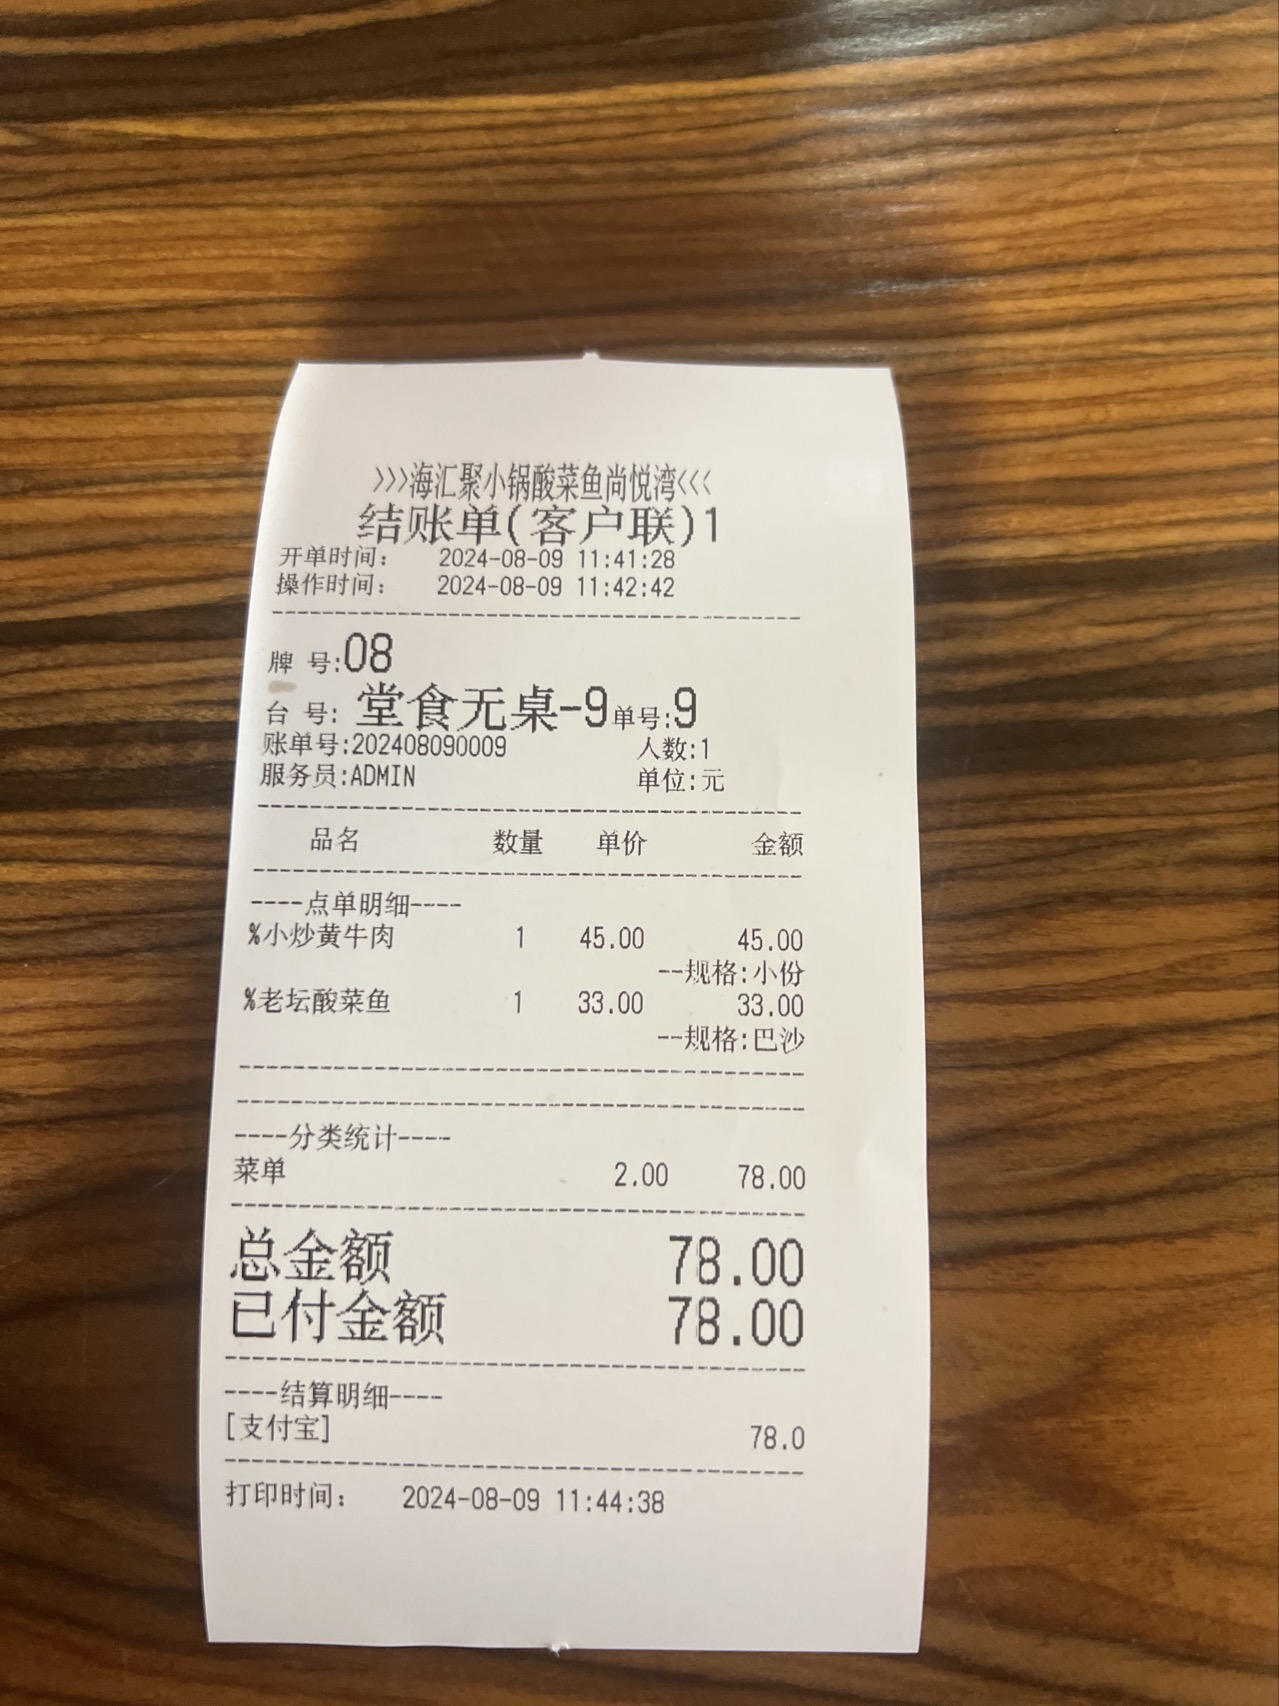 >>>海汇聚小锅酸菜鱼尚悦湾<<<
结账单(客户联)1
开单时间: 2024-08-09 11:41:28
操作时间: 2024-08-09 11:42:42
牌 号:08
台 号: 堂食无桌-9单号:9
账单号:202408090009 人数:1
服务员:ADMIN 单位:元
品名 数量 单价 金额
----点单明细----
%小炒黄牛肉 1 45.00 45.00
--规格:小份
%老坛酸菜鱼 1 33.00 33.00
--规格:巴沙
----分类统计----
菜单 2.00 78.00
总金额 78.00
已付金额 78.00
----结算明细----
[支付宝] 78.0
打印时间: 2024-08-09 11:44:38